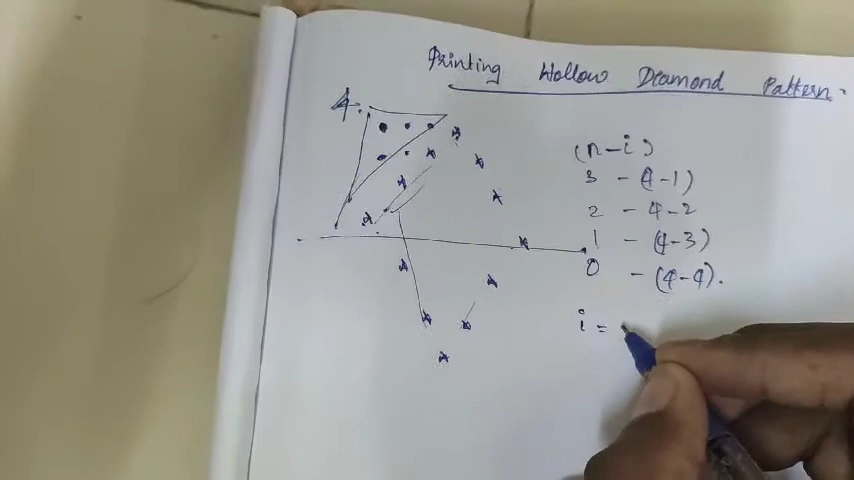 Printing Hollow Diamond Pattern.
4.
(n-i)
3 - (4-1)
2 - 4-2
1 - (4-3)
0 - (4-4).
i =